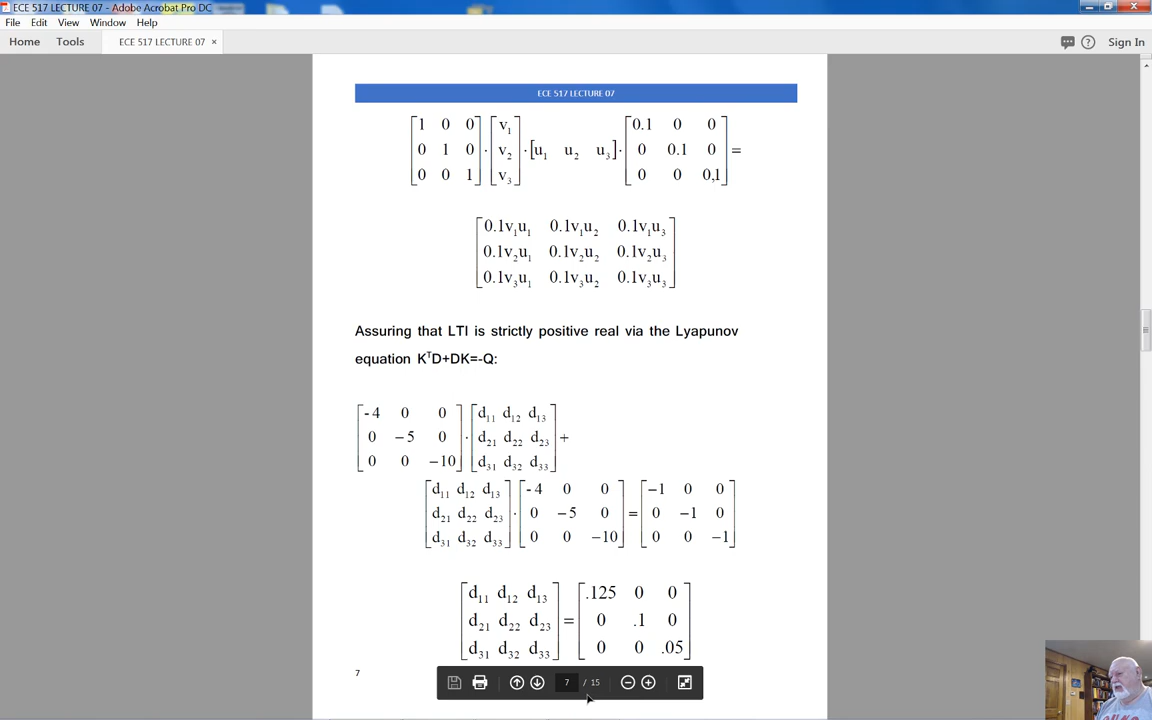 ECE 517 LECTURE 07 - Adobe Acrobat Pro DC
File Edit View Window Help
Home Tools ECE 517 LECTURE 07 × Sign In
ECE 517 LECTURE 07
[1 0 0; 0 1 0; 0 0 1] · [v₁; v₂; v₃] · [u₁ u₂ u₃] · [0.1 0 0; 0 0.1 0; 0 0 0,1] =
[0.1v₁u₁ 0.1v₁u₂ 0.1v₁u₃; 0.1v₂u₁ 0.1v₂u₂ 0.1v₂u₃; 0.1v₃u₁ 0.1v₃u₂ 0.1v₃u₃]
Assuring that LTI is strictly positive real via the Lyapunov
equation KᵀD+DK=-Q:
[-4 0 0; 0 −5 0; 0 0 −10] · [d₁₁ d₁₂ d₁₃; d₂₁ d₂₂ d₂₃; d₃₁ d₃₂ d₃₃] +
[d₁₁ d₁₂ d₁₃; d₂₁ d₂₂ d₂₃; d₃₁ d₃₂ d₃₃] · [-4 0 0; 0 −5 0; 0 0 −10] = [−1 0 0; 0 −1 0; 0 0 −1]
[d₁₁ d₁₂ d₁₃; d₂₁ d₂₂ d₂₃; d₃₁ d₃₂ d₃₃] = [.125 0 0; 0 .1 0; 0 0 .05]
7
7 / 15